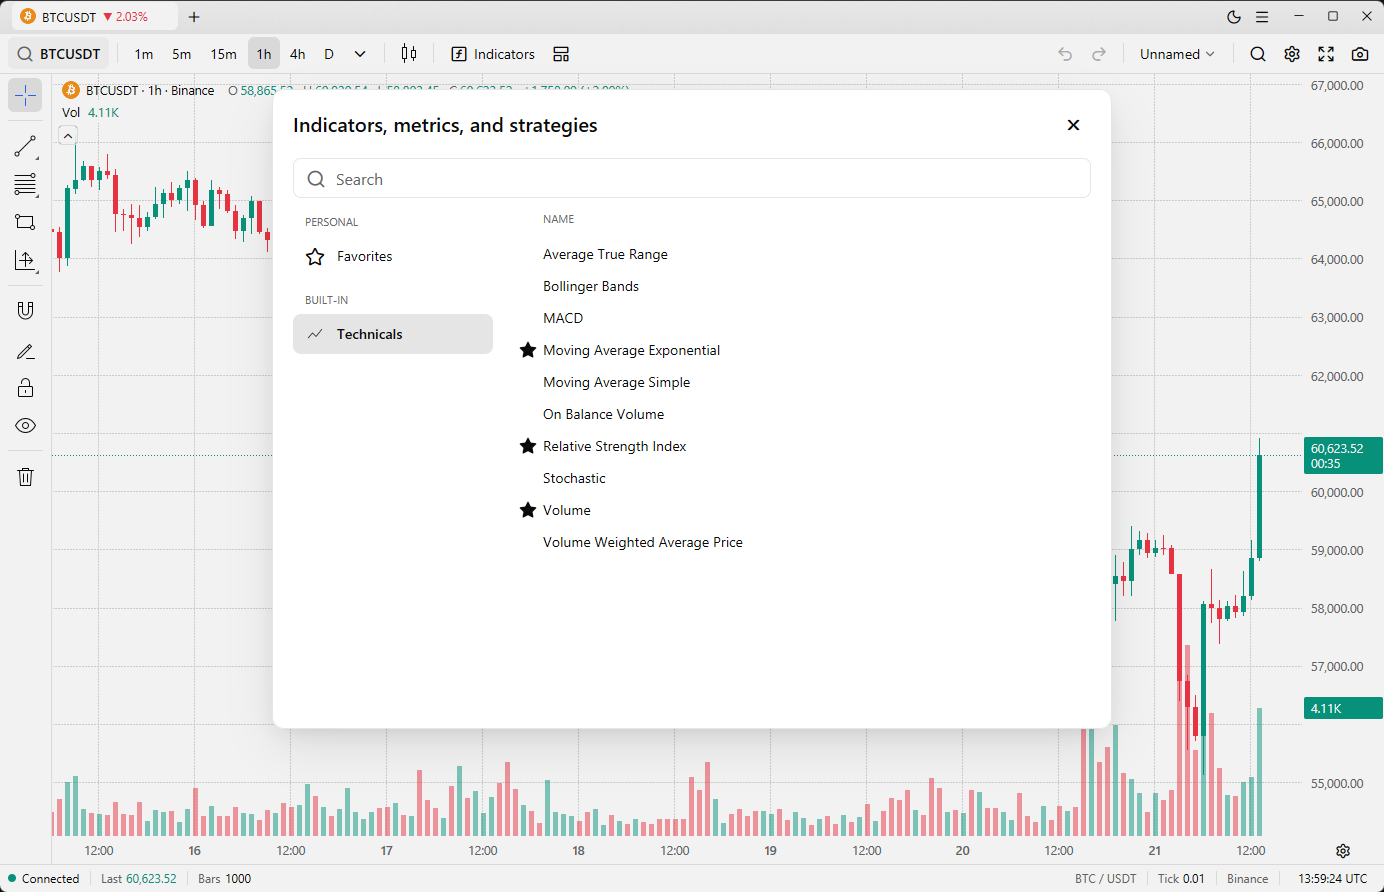 BTCUSDT ▼ 2.03%
BTCUSDT 1m 5m 15m 1h 4h D Indicators Unnamed
BTCUSDT · 1h · Binance O 58,865.52
Vol 4.11K
Indicators, metrics, and strategies
Search
PERSONAL
Favorites
BUILT-IN
Technicals
NAME
Average True Range
Bollinger Bands
MACD
Moving Average Exponential
Moving Average Simple
On Balance Volume
Relative Strength Index
Stochastic
Volume
Volume Weighted Average Price
67,000.00
66,000.00
65,000.00
64,000.00
63,000.00
62,000.00
60,623.52
00:35
60,000.00
59,000.00
58,000.00
57,000.00
4.11K
55,000.00
12:00 16 12:00 17 12:00 18 12:00 19 12:00 20 12:00 21 12:00
Connected Last 60,623.52 Bars 1000 BTC / USDT Tick 0.01 Binance 13:59:24 UTC